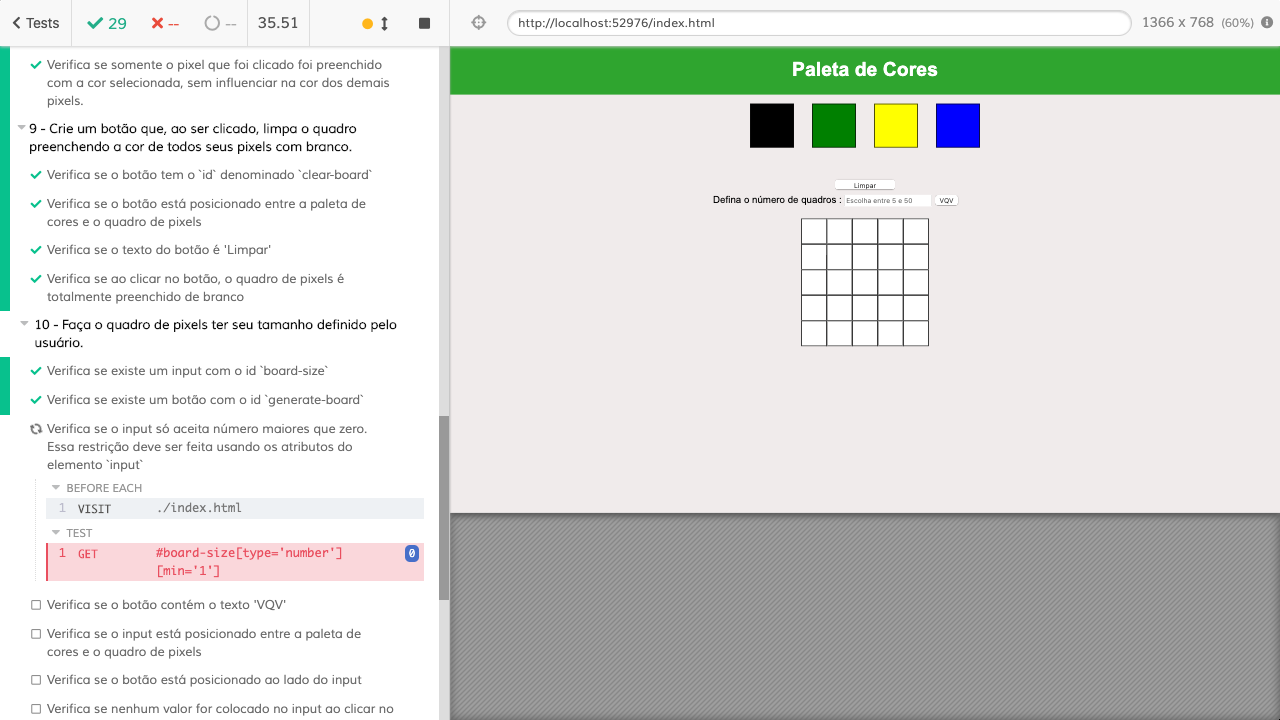 Tests
29
--
--
35.51
http://localhost:52976/index.html
1366 x 768 (60%)
Verifica se somente o pixel que foi clicado foi preenchido
com a cor selecionada, sem influenciar na cor dos demais
pixels.
9 - Crie um botão que, ao ser clicado, limpa o quadro
preenchendo a cor de todos seus pixels com branco.
Verifica se o botão tem o `id` denominado `clear-board`
Verifica se o botão está posicionado entre a paleta de
cores e o quadro de pixels
Verifica se o texto do botão é 'Limpar'
Verifica se ao clicar no botão, o quadro de pixels é
totalmente preenchido de branco
10 - Faça o quadro de pixels ter seu tamanho definido pelo
usuário.
Verifica se existe um input com o id `board-size`
Verifica se existe um botão com o id `generate-board`
Verifica se o input só aceita número maiores que zero.
Essa restrição deve ser feita usando os atributos do
elemento `input`
BEFORE EACH
1 VISIT ./index.html
TEST
1 GET #board-size[type='number'] 0
[min='1']
Verifica se o botão contém o texto 'VQV'
Verifica se o input está posicionado entre a paleta de
cores e o quadro de pixels
Verifica se o botão está posicionado ao lado do input
Verifica se nenhum valor for colocado no input ao clicar no
Paleta de Cores
Limpar
Defina o número de quadros : Escolha entre 5 e 50 VQV